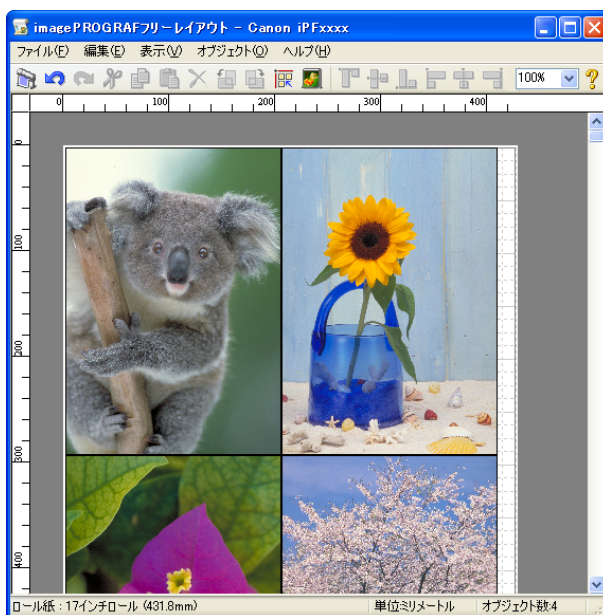 imagePROGRAFフリーレイアウト - Canon iPFxxxx
ファイル(F) 編集(E) 表示(V) オブジェクト(O) ヘルプ(H)
100%
0 100 200 300 400
0
100
200
300
400
ロール紙 : 17インチロール (431.8mm) 単位:ミリメートル オブジェクト数:4